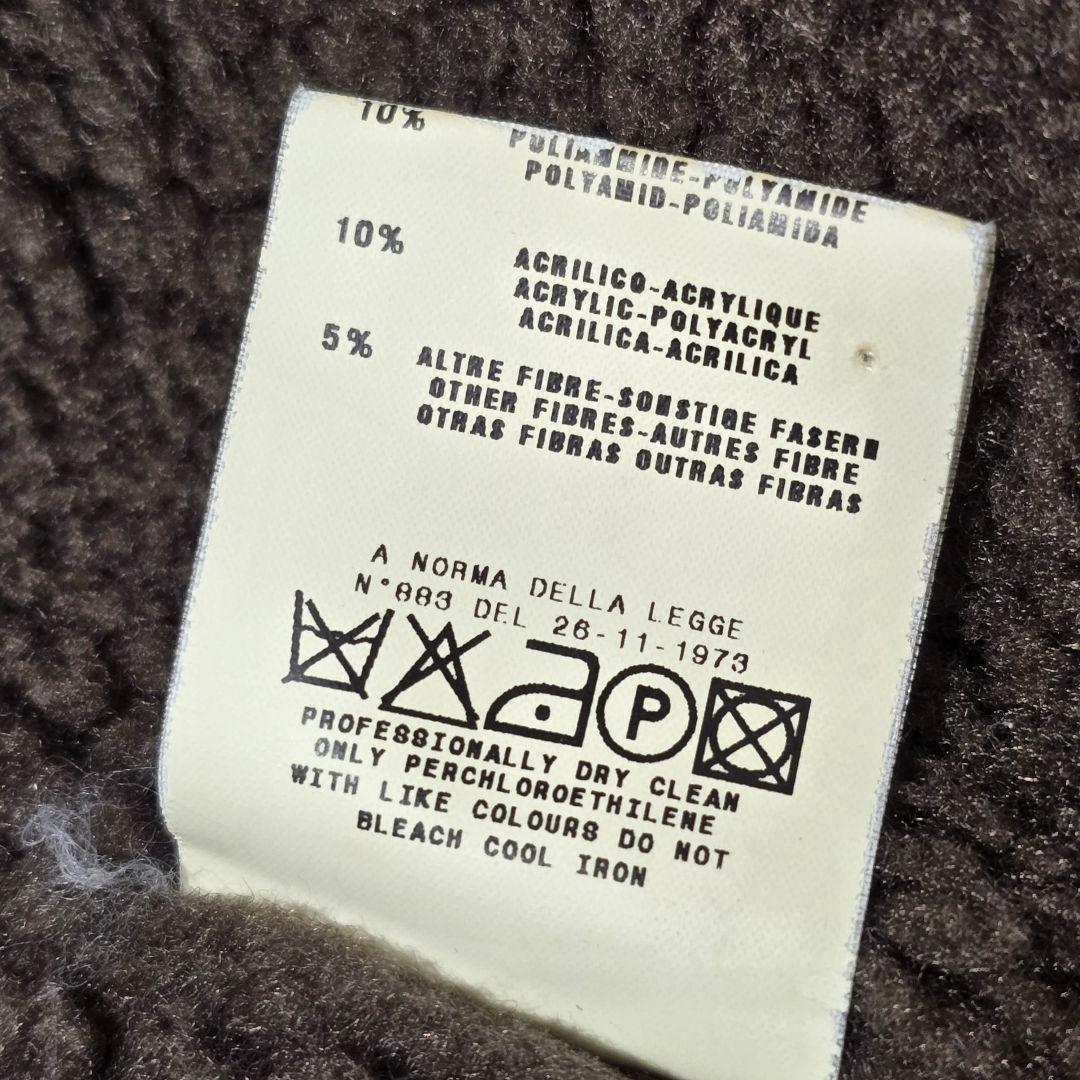 10%
POLIAMMIDE-POLYAMIDE
POLYAMID-POLIAMIDA
10%
ACRILICO-ACRYLIQUE
ACRYLIC-POLYACRYL
ACRILICA-ACRILICA
5%
ALTRE FIBRE-SONSTIGE FASERN
OTHER FIBRES-AUTRES FIBRE
OTRAS FIBRAS OUTRAS FIBRAS
A NORMA DELLA LEGGE
N°883 DEL 26-11-1973
P
PROFESSIONALLY DRY CLEAN
ONLY PERCHLOROETHILENE
WITH LIKE COLOURS DO NOT
BLEACH COOL IRON